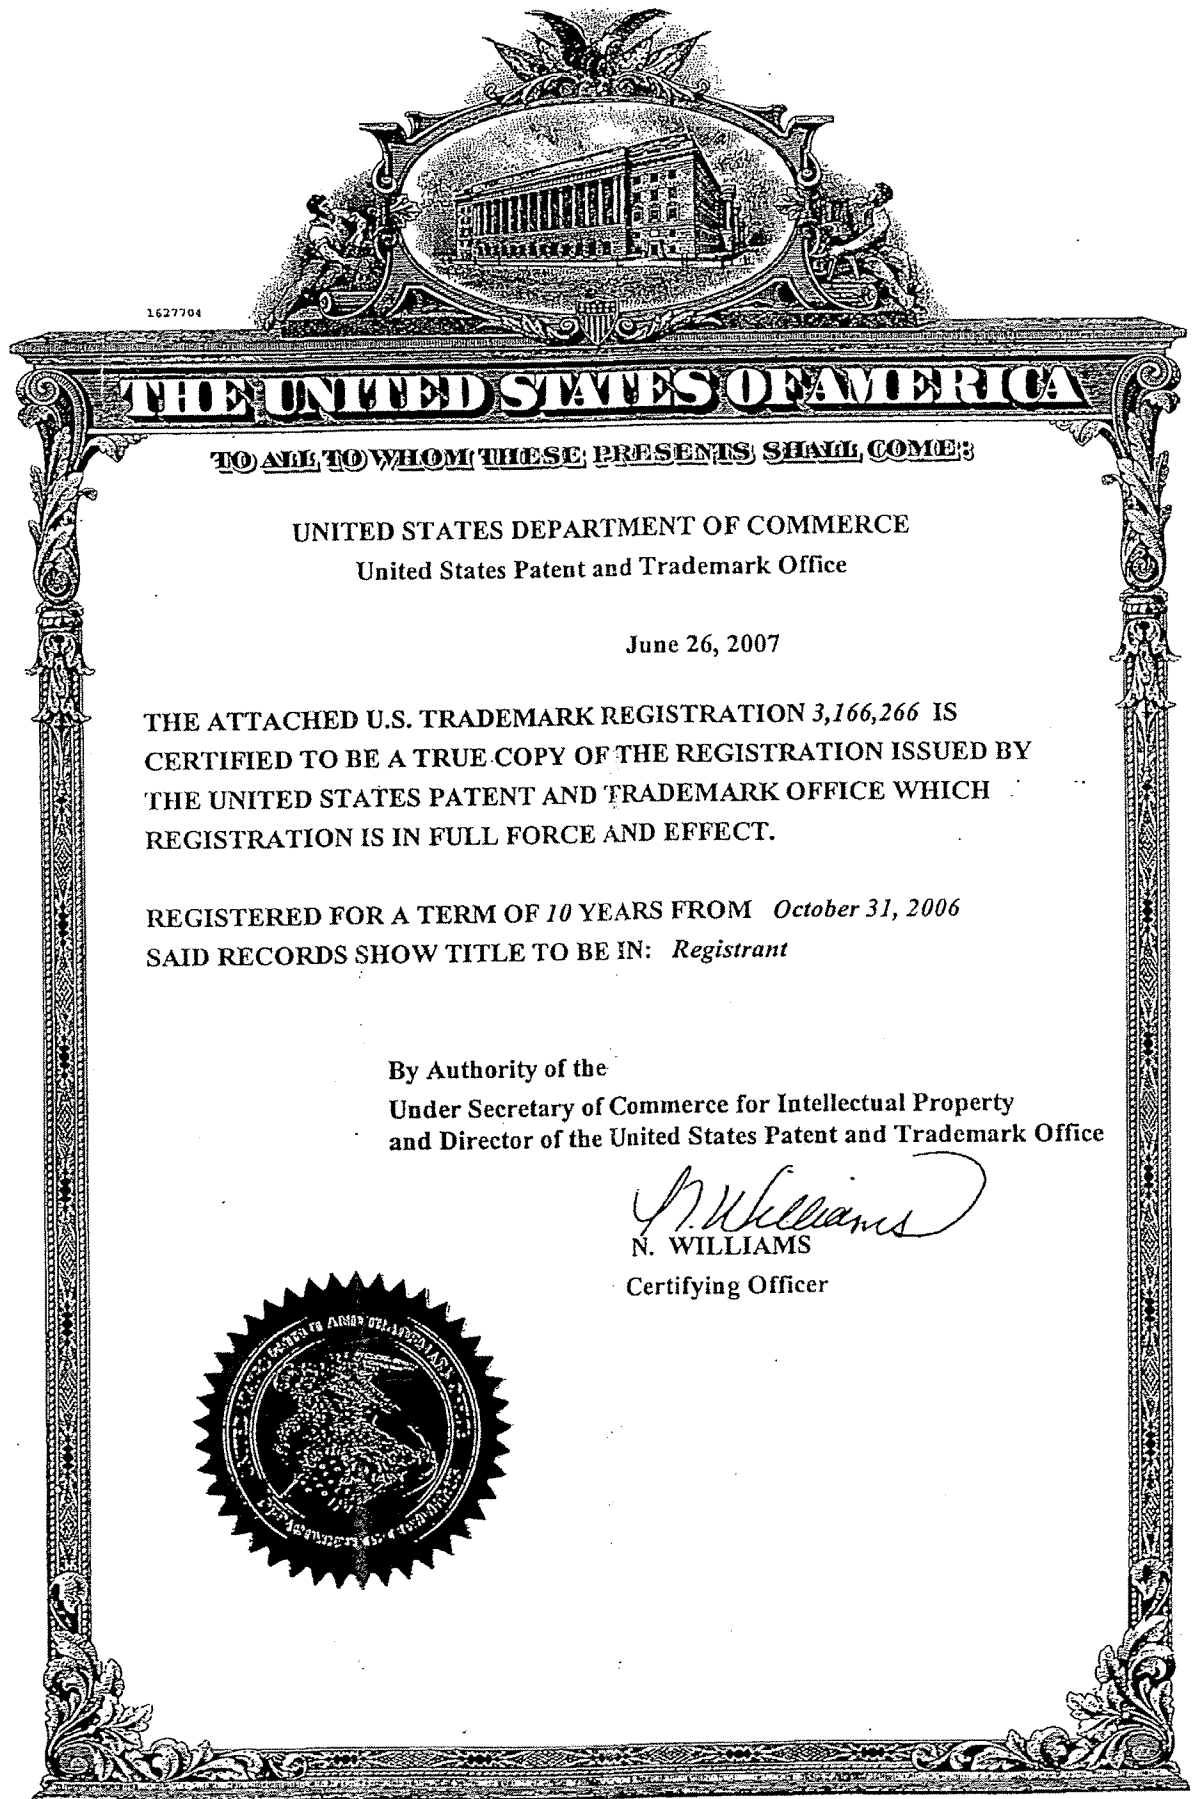 1627704
THE UNITED STATES OF AMERICA
TO ALL TO WHOM THESE PRESENTS SHALL COME:
UNITED STATES DEPARTMENT OF COMMERCE
United States Patent and Trademark Office
June 26, 2007
THE ATTACHED U.S. TRADEMARK REGISTRATION 3,166,266 IS
CERTIFIED TO BE A TRUE COPY OF THE REGISTRATION ISSUED BY
THE UNITED STATES PATENT AND TRADEMARK OFFICE WHICH
REGISTRATION IS IN FULL FORCE AND EFFECT.
REGISTERED FOR A TERM OF 10 YEARS FROM October 31, 2006
SAID RECORDS SHOW TITLE TO BE IN: Registrant
By Authority of the
Under Secretary of Commerce for Intellectual Property
and Director of the United States Patent and Trademark Office
N. Williams
N. WILLIAMS
Certifying Officer